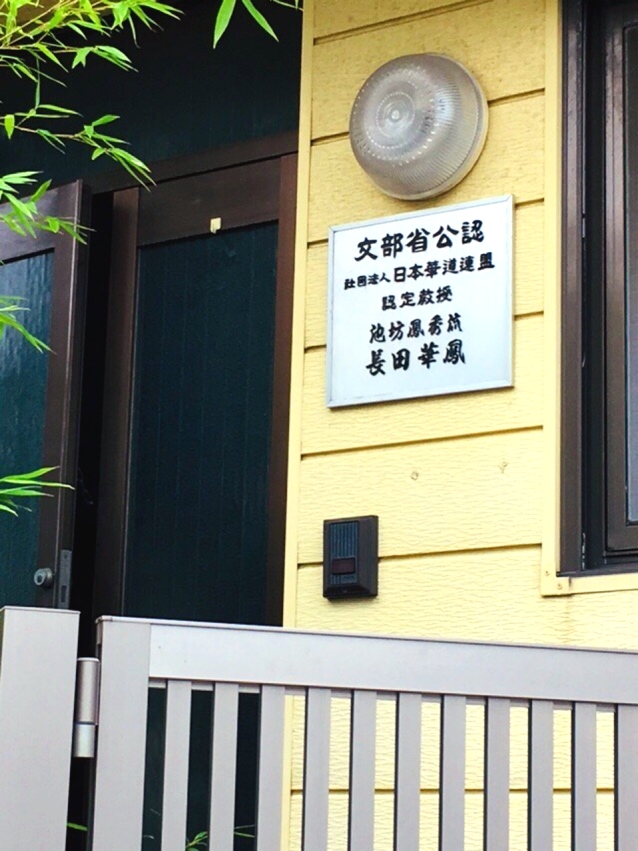 文部省公認
社団法人日本華道連盟
認定教授
池坊鳳秀流
長田華鳳